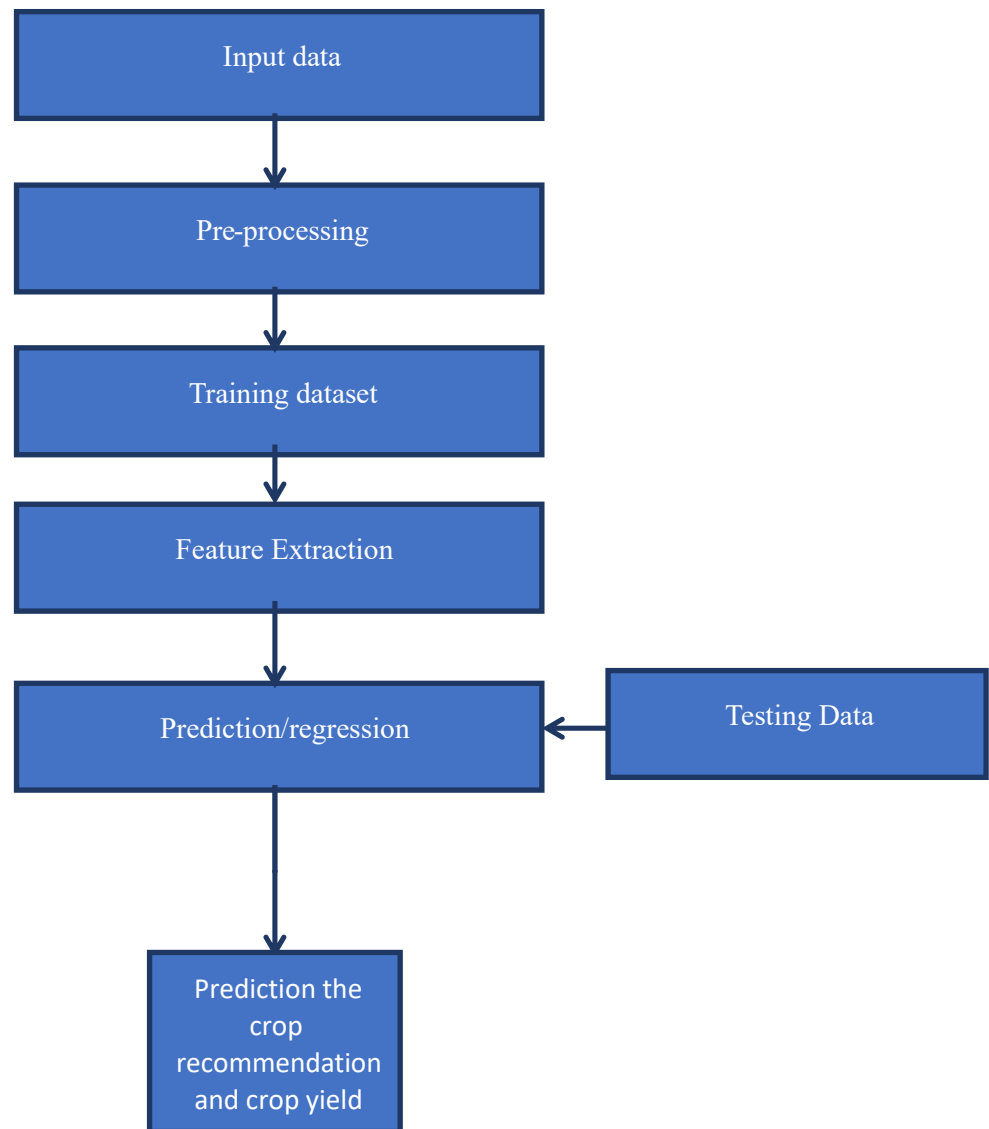 Input data
Pre-processing
Training dataset
Feature Extraction
Prediction/regression
Testing Data
Prediction the
crop
recommendation
and crop yield